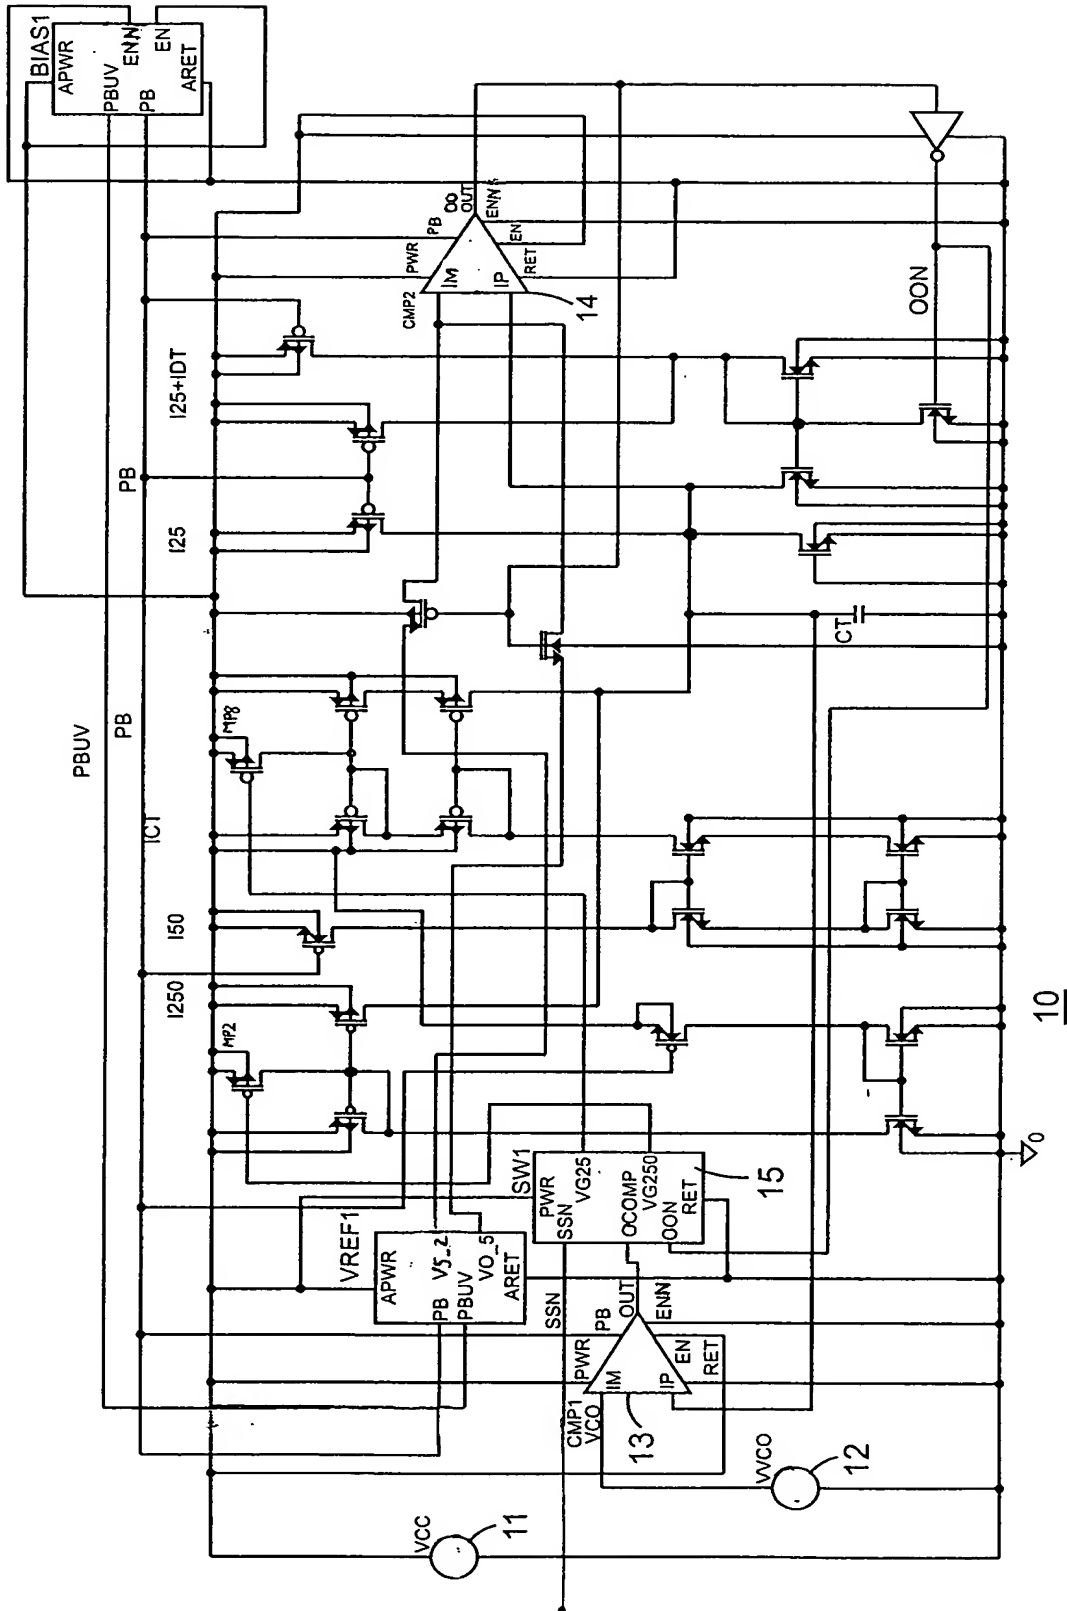 BIAS1
APWR
PBUV
PB
ENN
EN
ARET
PBUV
PB
ICT
PB
I250
I50
I25
I25+IDT
MP2
MP8
CMP2
PWR
PB
OO
OUT
ENN
EN
RET
IM
IP
14
OON
CT
VREF1
APWR
PB
V5_2
PBUV
VO_5
ARET
SW1
PWR
SSN
VG25
OCOMP
VG250
OON
RET
15
SSN
PB
OUT
ENN
PWR
EN
RET
IM
IP
CMP1
VCO
13
VCC
11
VVCO
12
0
10